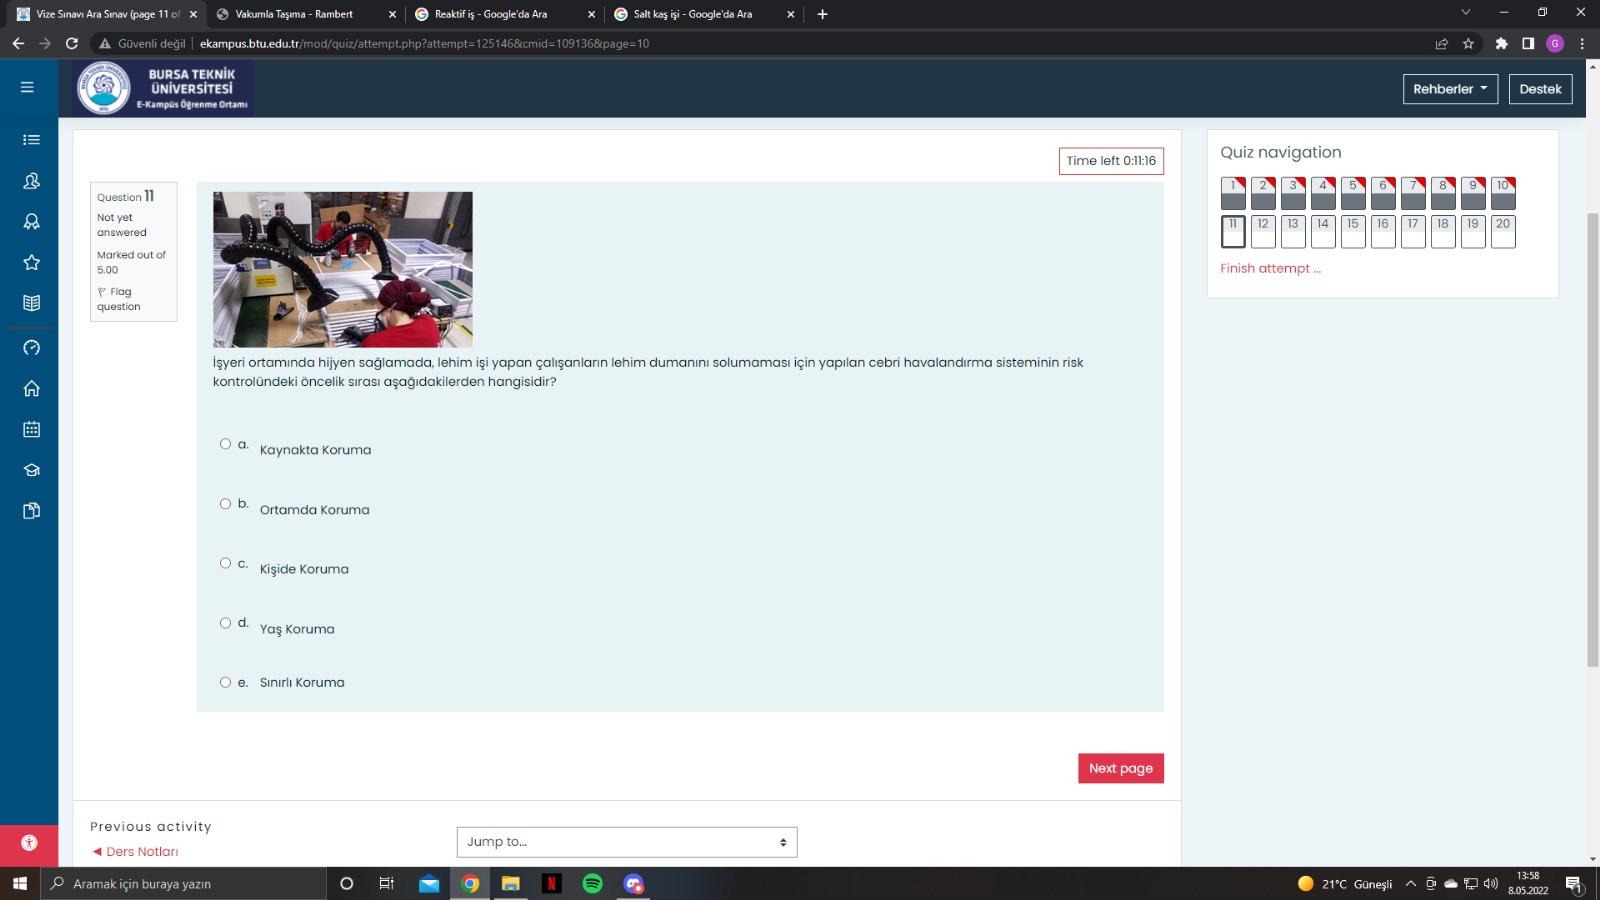 Vize Sınavı Ara Sınav (page 11 of
Vakumla Taşıma - Rambert
Reaktif iş - Google'da Ara
Salt kaş işi - Google'da Ara
Güvenli değil
ekampus.btu.edu.tr/mod/quiz/attempt.php?attempt=125146&cmid=109136&page=10
G
BURSA TEKNİK
ÜNİVERSİTESİ
E-Kampüs Öğrenme Ortamı
Rehberler
Destek
Time left 0:11:16
Quiz navigation
1 2 3 4 5 6 7 8 9 10
11 12 13 14 15 16 17 18 19 20
Finish attempt ...
Question 11
Not yet
answered
Marked out of
5.00
Flag
question
İşyeri ortamında hijyen sağlamada, lehim işi yapan çalışanların lehim dumanını solumaması için yapılan cebri havalandırma sisteminin risk
kontrolündeki öncelik sırası aşağıdakilerden hangisidir?
a. Kaynakta Koruma
b. Ortamda Koruma
c. Kişide Koruma
d. Yaş Koruma
e. Sınırlı Koruma
Next page
Previous activity
◄ Ders Notları
Jump to...
Aramak için buraya yazın
N
21°C Güneşli
13:58
8.05.2022
1